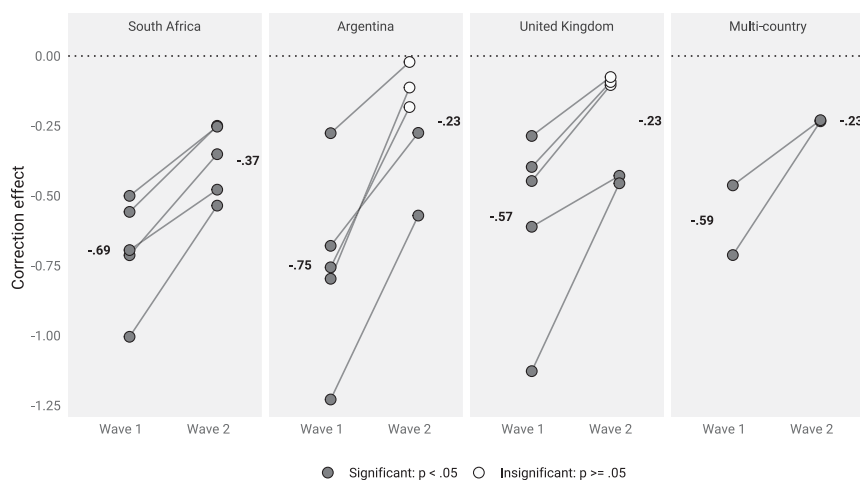 South Africa Argentina United Kingdom Multi-country
0.00
-0.25
-.23 -.23 -.23
-.37
-0.50
-.57 -.59
Correction effect
-.69
-0.75
-.75
-1.00
-1.25
Wave 1 Wave 2 Wave 1 Wave 2 Wave 1 Wave 2 Wave 1 Wave 2
Significant: p < .05 Insignificant: p >= .05